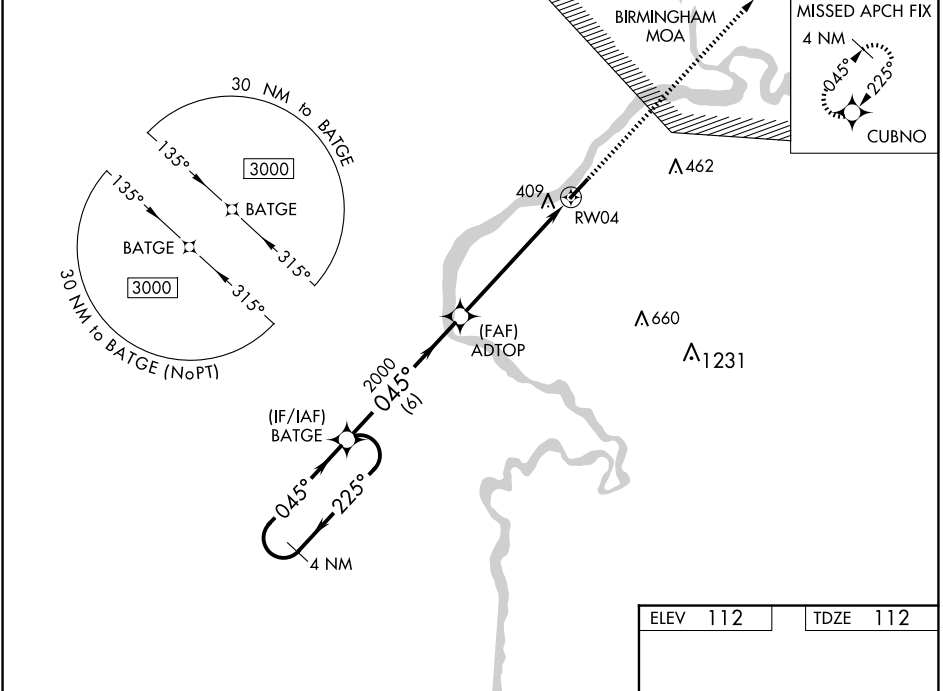 BIRMINGHAM
MOA
MISSED APCH FIX
4 NM
045°
225°
CUBNO
30 NM to BATGE
135°
3000
BATGE
315°
135°
BATGE
3000
315°
30 NM to BATGE (NoPT)
462
409
RW04
660
1231
(FAF)
ADTOP
2000
045°
(6)
(IF/IAF)
BATGE
045°
225°
4 NM
ELEV 112
TDZE 112